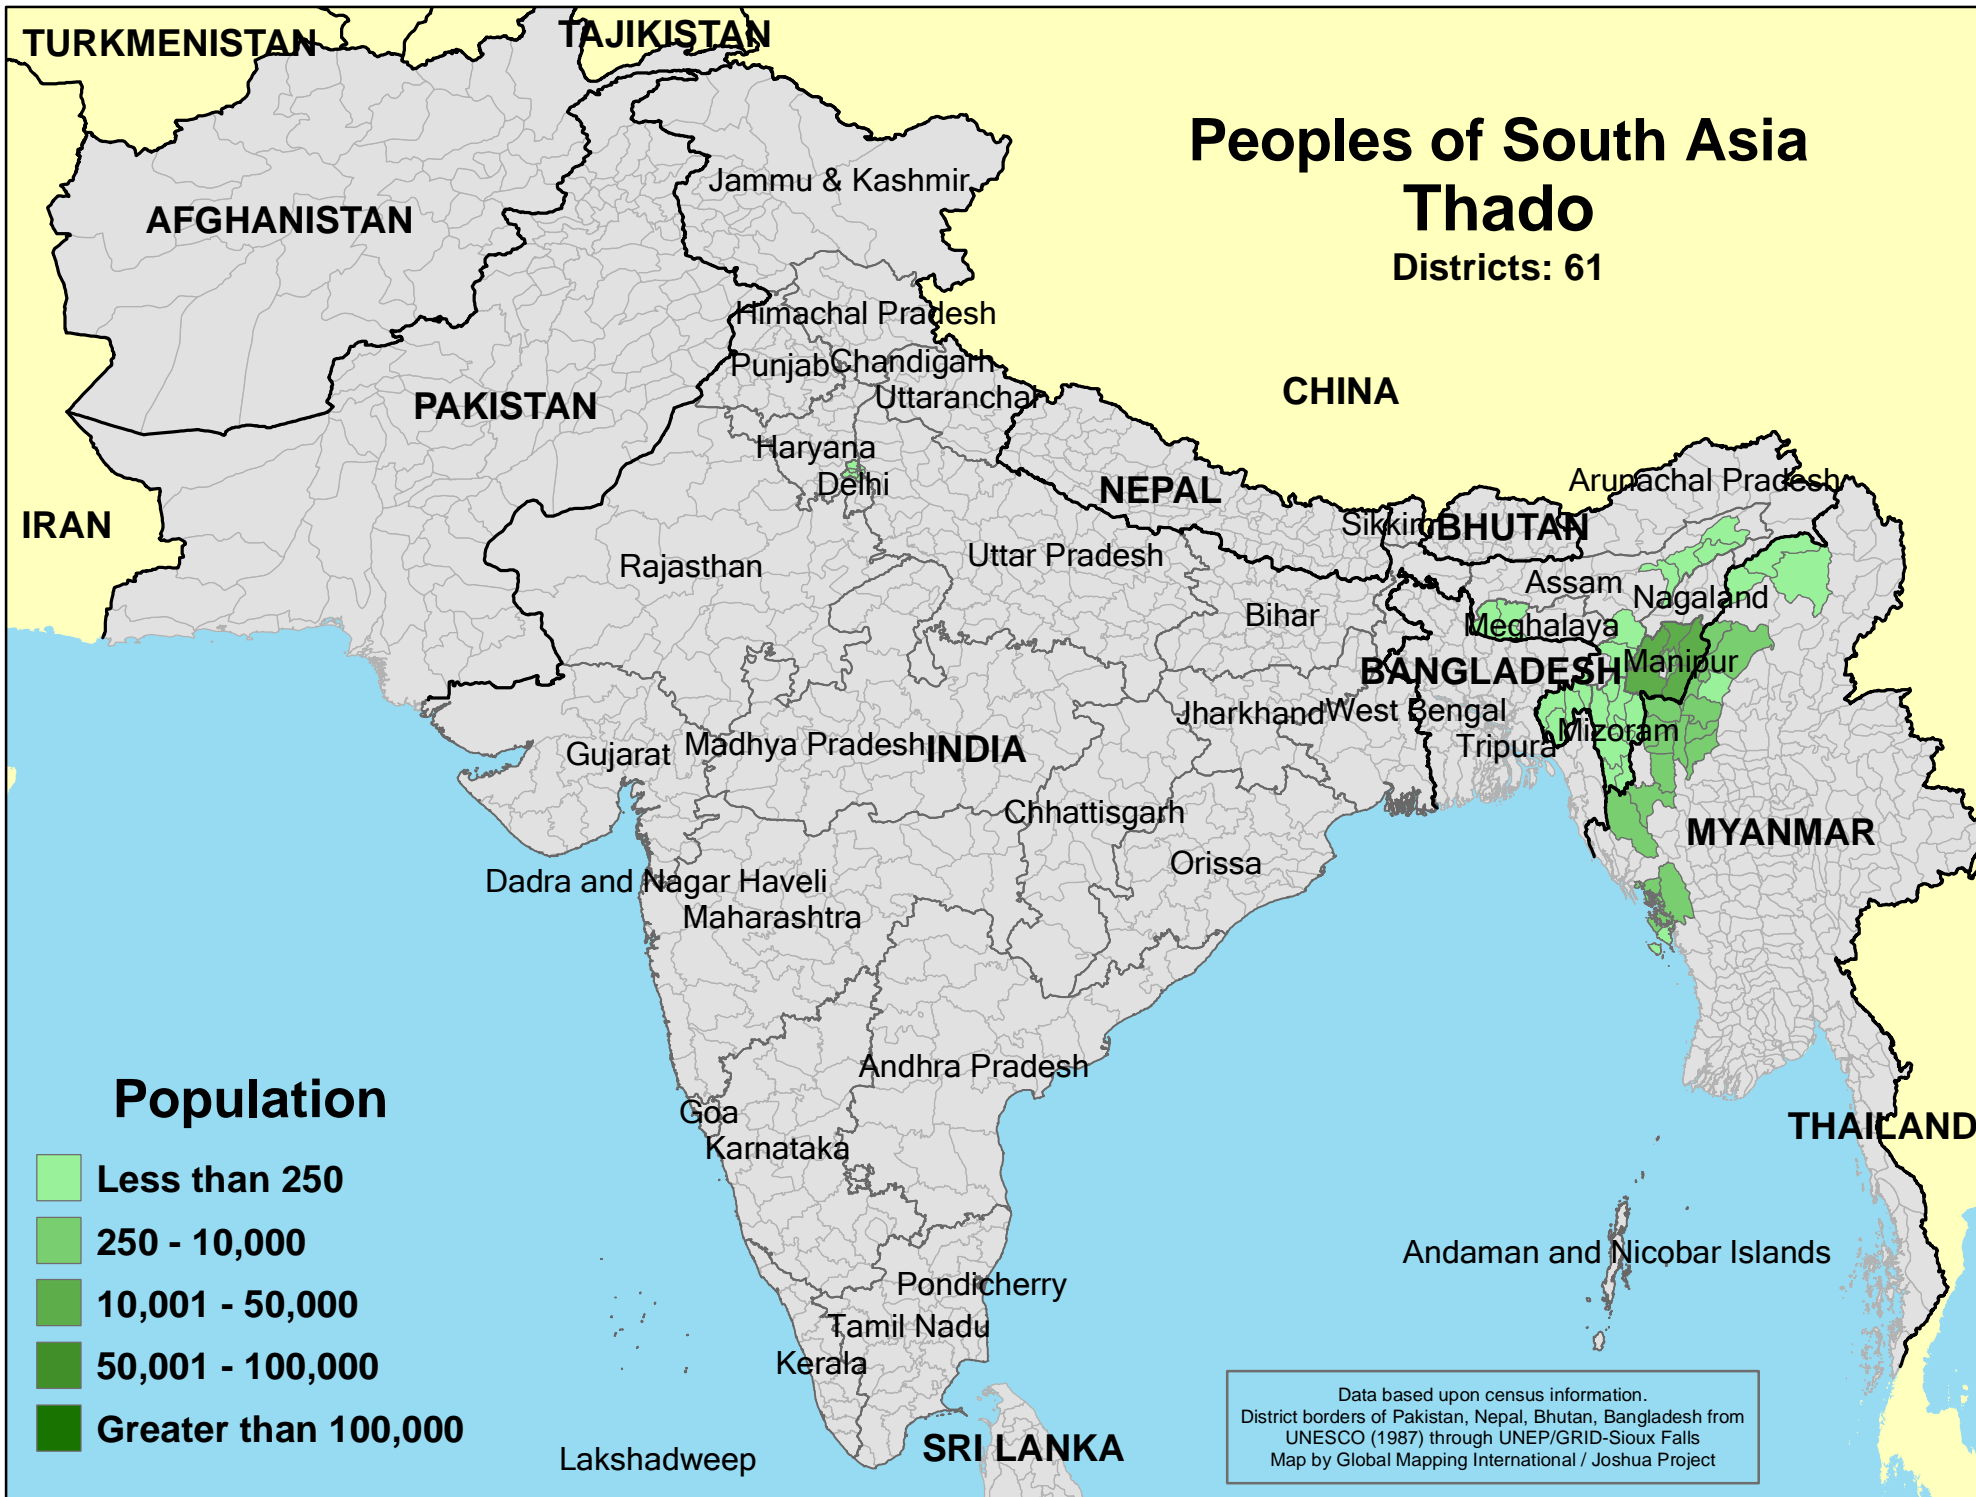 TURKMENISTAN
TAJIKISTAN
Peoples of South Asia
Thado
Districts: 61
Jammu & Kashmir
AFGHANISTAN
Himachal Pradesh
Punjab
Chandigarh
Uttaranchal
CHINA
PAKISTAN
Haryana
Delhi
NEPAL
Arunachal Pradesh
IRAN
Sikkim
BHUTAN
Rajasthan
Uttar Pradesh
Assam
Nagaland
Bihar
Meghalaya
BANGLADESH
Manipur
Jharkhand
West Bengal
Gujarat
Madhya Pradesh
INDIA
Tripura
Mizoram
Chhattisgarh
MYANMAR
Orissa
Dadra and Nagar Haveli
Maharashtra
Andhra Pradesh
Goa
Karnataka
THAILAND
Population
Less than 250
250 - 10,000
10,001 - 50,000
50,001 - 100,000
Greater than 100,000
Andaman and Nicobar Islands
Pondicherry
Tamil Nadu
Kerala
Lakshadweep
SRI LANKA
Data based upon census information.
District borders of Pakistan, Nepal, Bhutan, Bangladesh from
UNESCO (1987) through UNEP/GRID-Sioux Falls
Map by Global Mapping International / Joshua Project